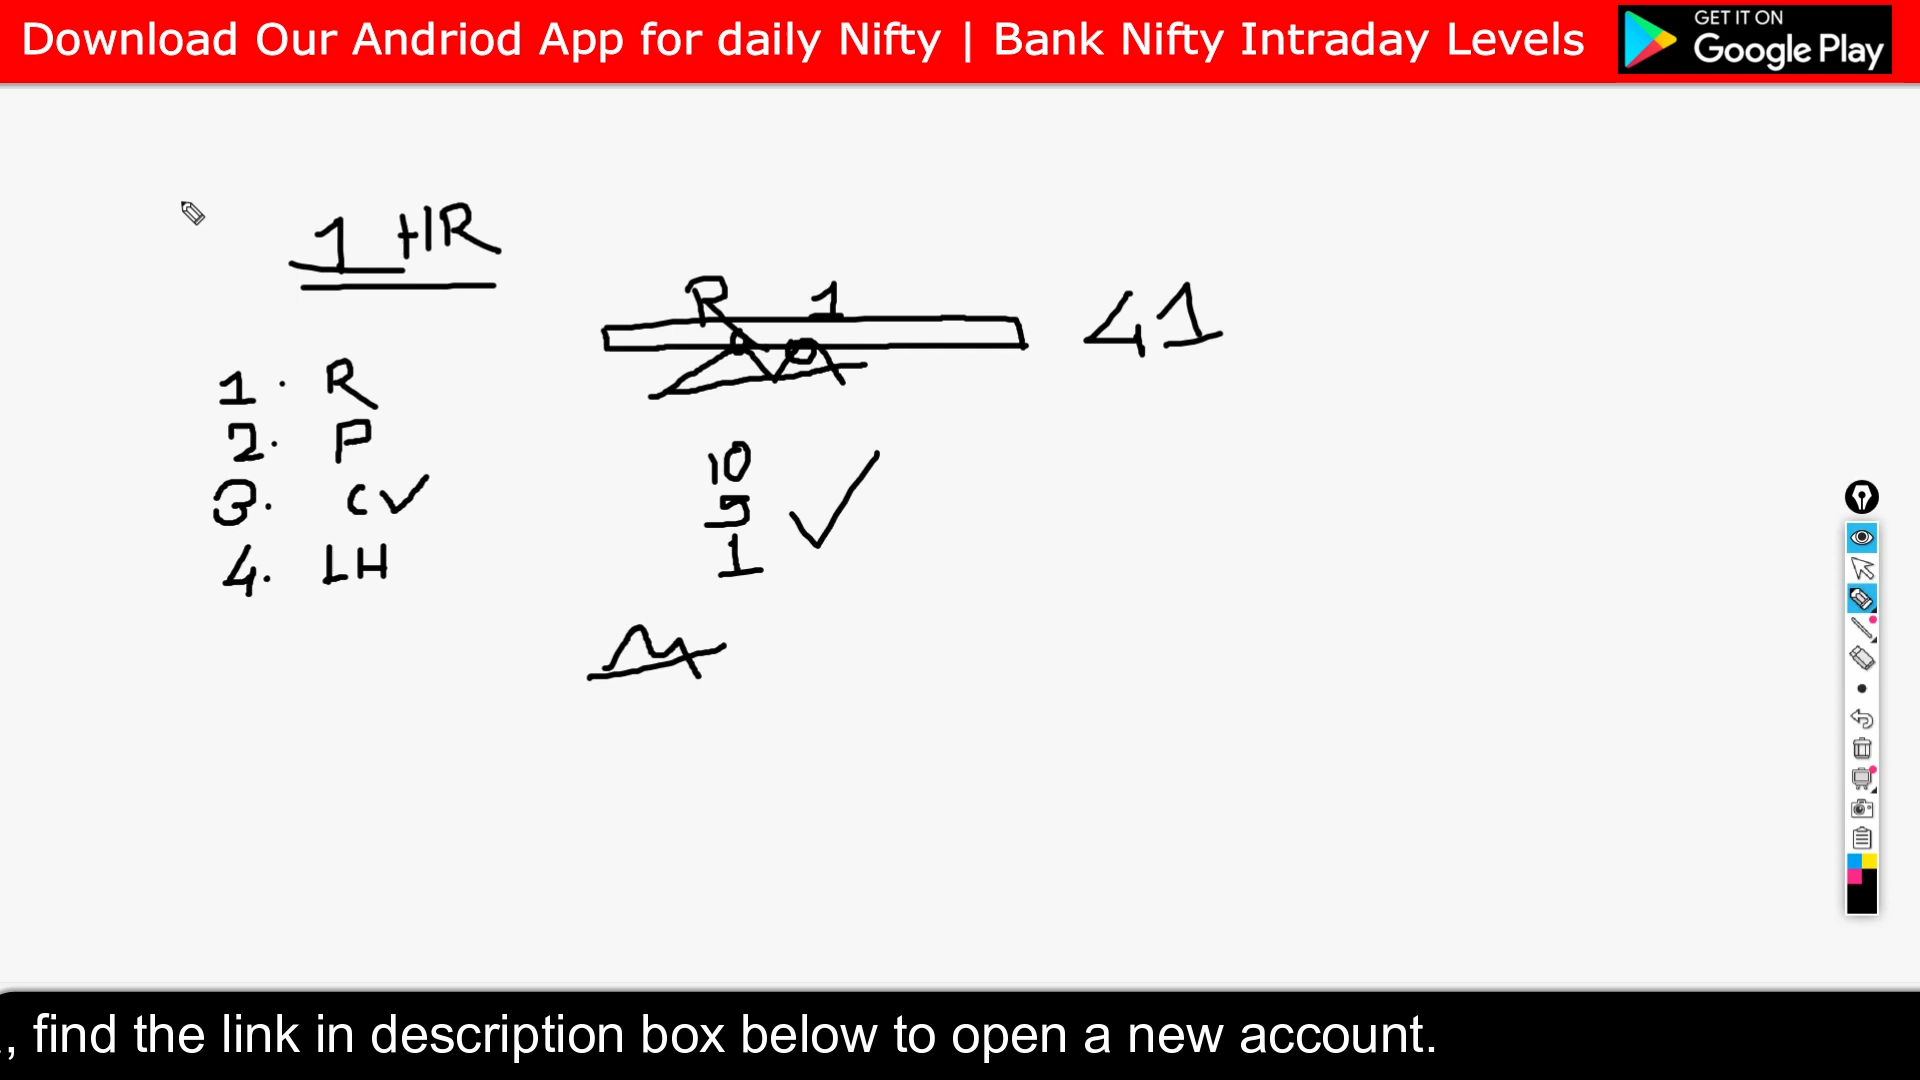 Download Our Andriod App for daily Nifty | Bank Nifty Intraday Levels
GET IT ON
Google Play
1 HR
R 1
41
1. R
2. P
3. C✓
4. LH
10
5
1
✓
, find the link in description box below to open a new account.